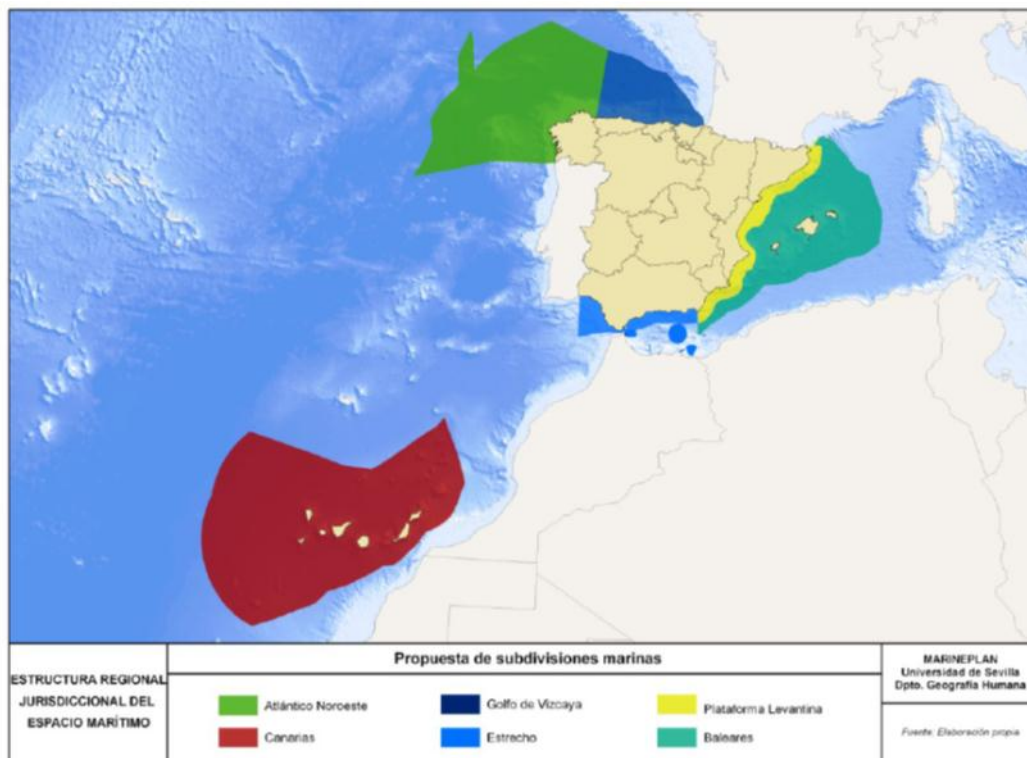 ESTRUCTURA REGIONAL
JURISDICCIONAL DEL
ESPACIO MARÍTIMO
Propuesta de subdivisiones marinas
Atlántico Noroeste
Golfo de Vizcaya
Plataforma Levantina
Canarias
Estrecho
Baleares
MARINEPLAN
Universidad de Sevilla
Dpto. Geografía Humana
Fuente: Elaboración propia